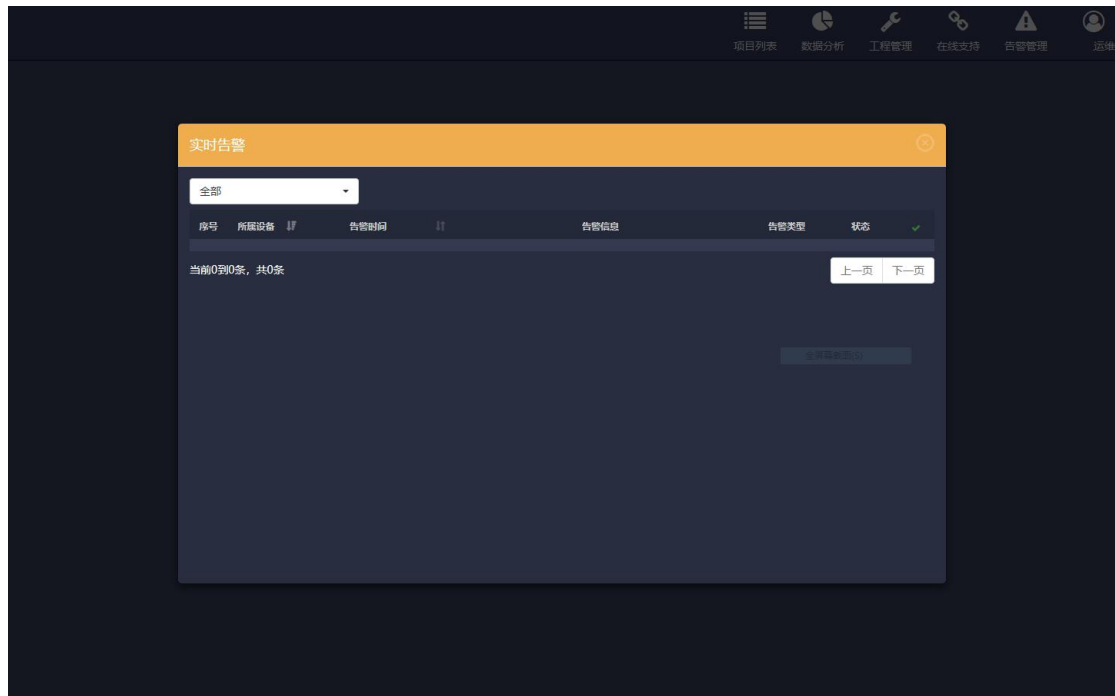 项目列表 数据分析 工程管理 在线支持 告警管理 运维
实时告警
全部
序号 所属设备 告警时间 告警信息 告警类型 状态
当前0到0条，共0条
上一页 下一页